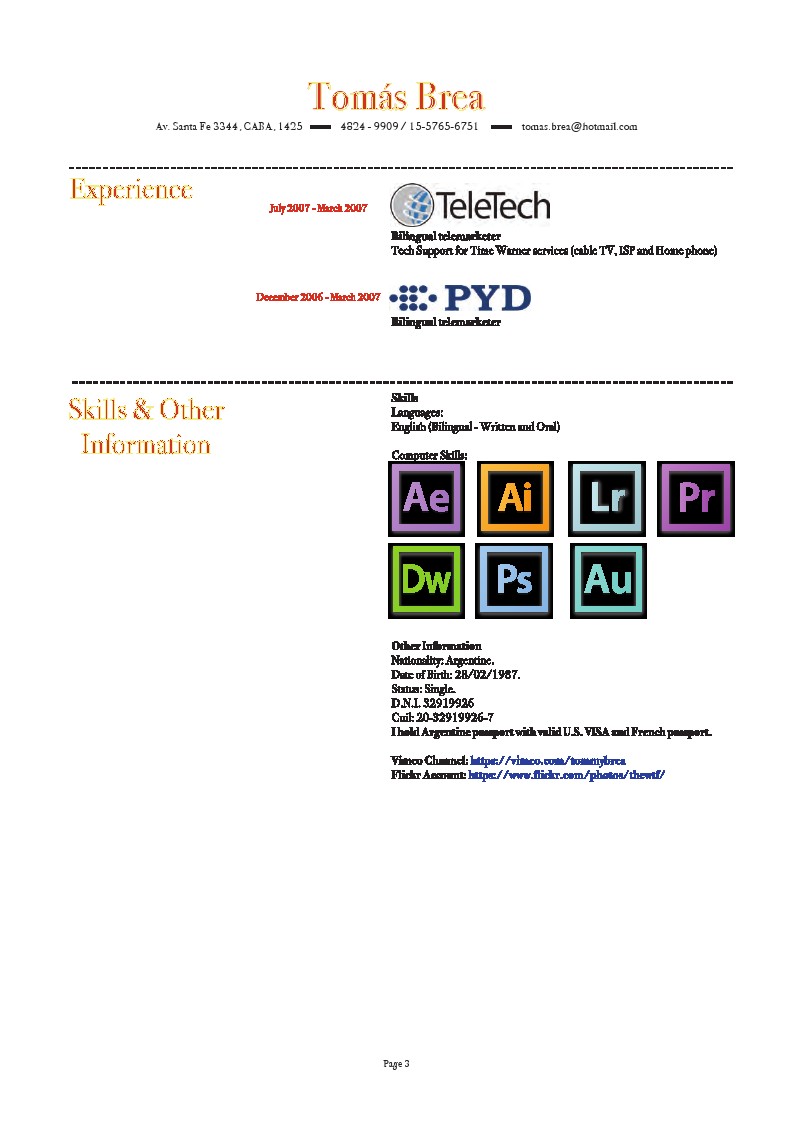 Tomás Brea
Av. Santa Fe 3344, CABA, 1425 4824 - 9909 / 15-5765-6751 tomas.brea@hotmail.com
Experience
July 2007 - March 2007
TeleTech
Bilingual telemarketer
Tech Support for Time Warner services (cable TV, ISP and Home phone)
December 2006 - March 2007
PYD
Bilingual telemarketer
Skills & Other
Information
Skills
Languages:
English (Bilingual - Written and Oral)
Computer Skills:
Ae Ai Lr Pr
Dw Ps Au
Other Information
Nationality: Argentine.
Date of Birth: 28/02/1987.
Status: Single.
D.N.I. 32919926
Cuil: 20-32919926-7
I hold Argentine passport with valid U.S. VISA and French passport.
Vimeo Channel: https://vimeo.com/tommybrea
Flickr Account: https://www.flickr.com/photos/thewtf/
Page 3